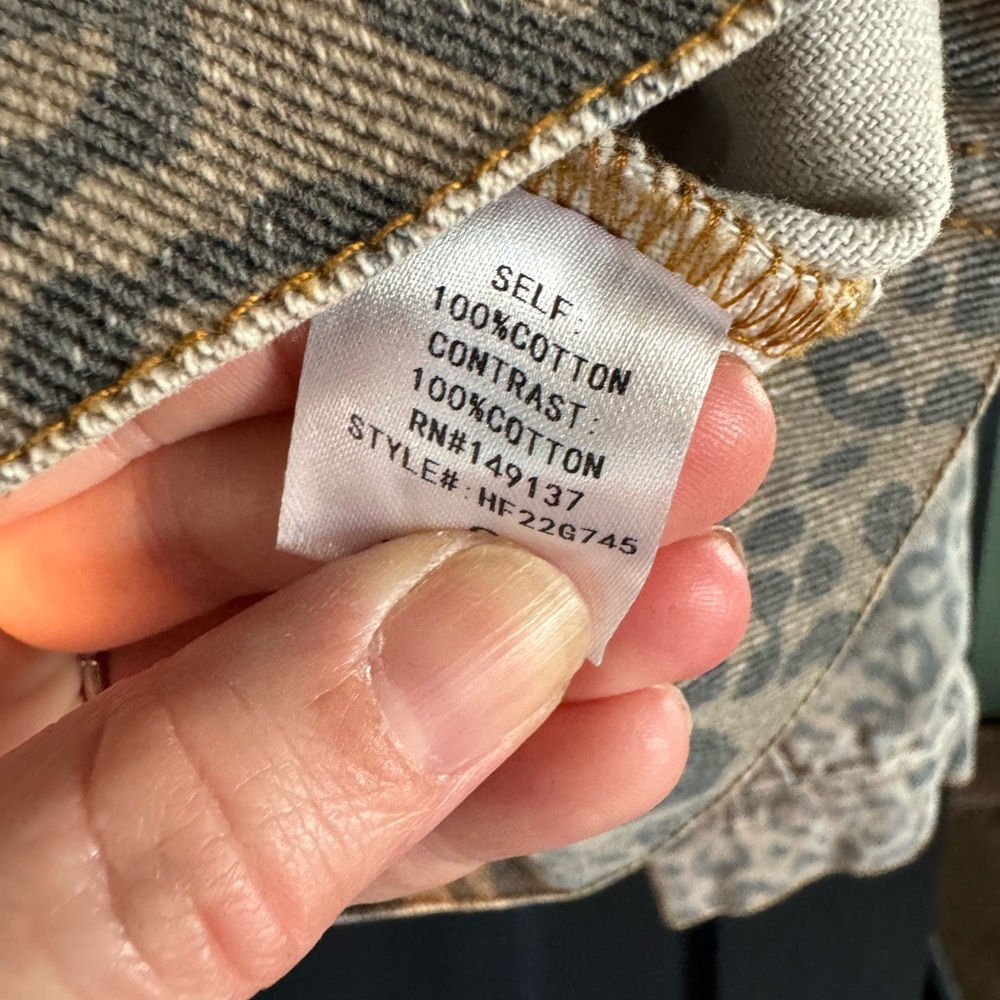 SELF:
100%COTTON
CONTRAST:
100%COTTON
RN#149137
STYLE#:HF22G745